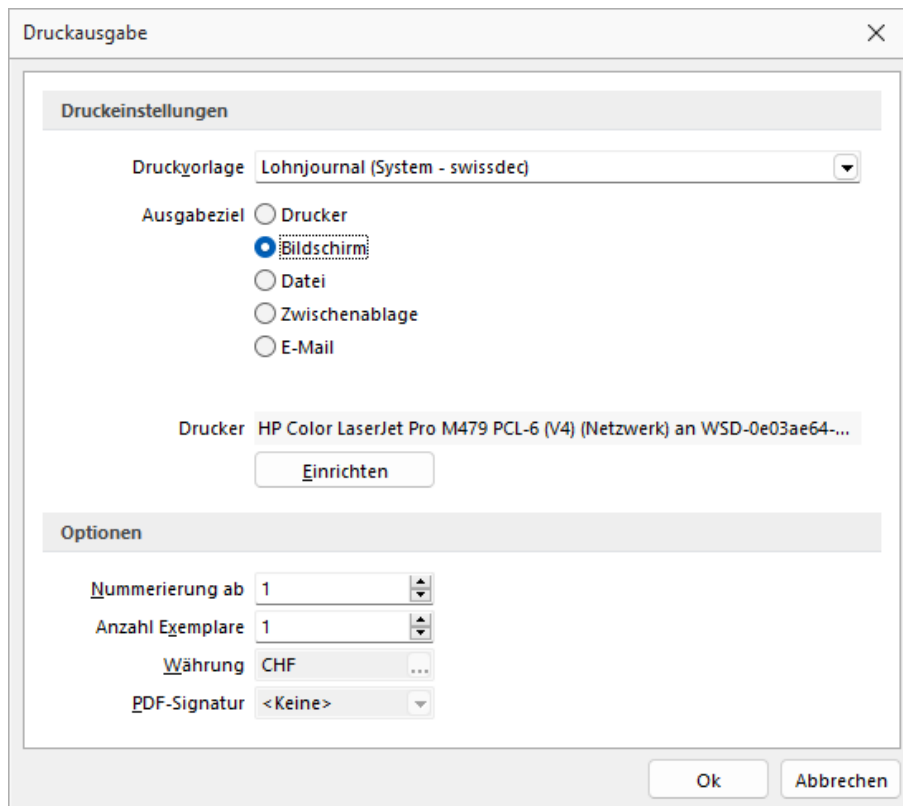 Druckausgabe
Druckeinstellungen
Druckvorlage Lohnjournal (System - swissdec)
Ausgabeziel Drucker
Bildschirm
Datei
Zwischenablage
E-Mail
Drucker HP Color LaserJet Pro M479 PCL-6 (V4) (Netzwerk) an WSD-0e03ae64-...
Einrichten
Optionen
Nummerierung ab 1
Anzahl Exemplare 1
Währung CHF ...
PDF-Signatur <Keine>
Ok Abbrechen